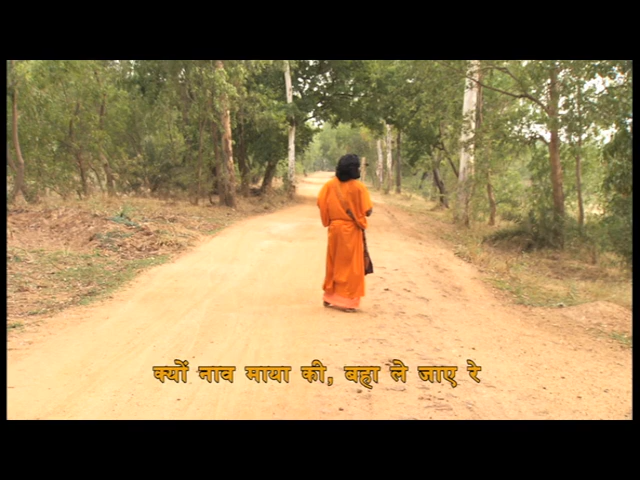 क्यों नाव माया की, बहा ले जाए रे